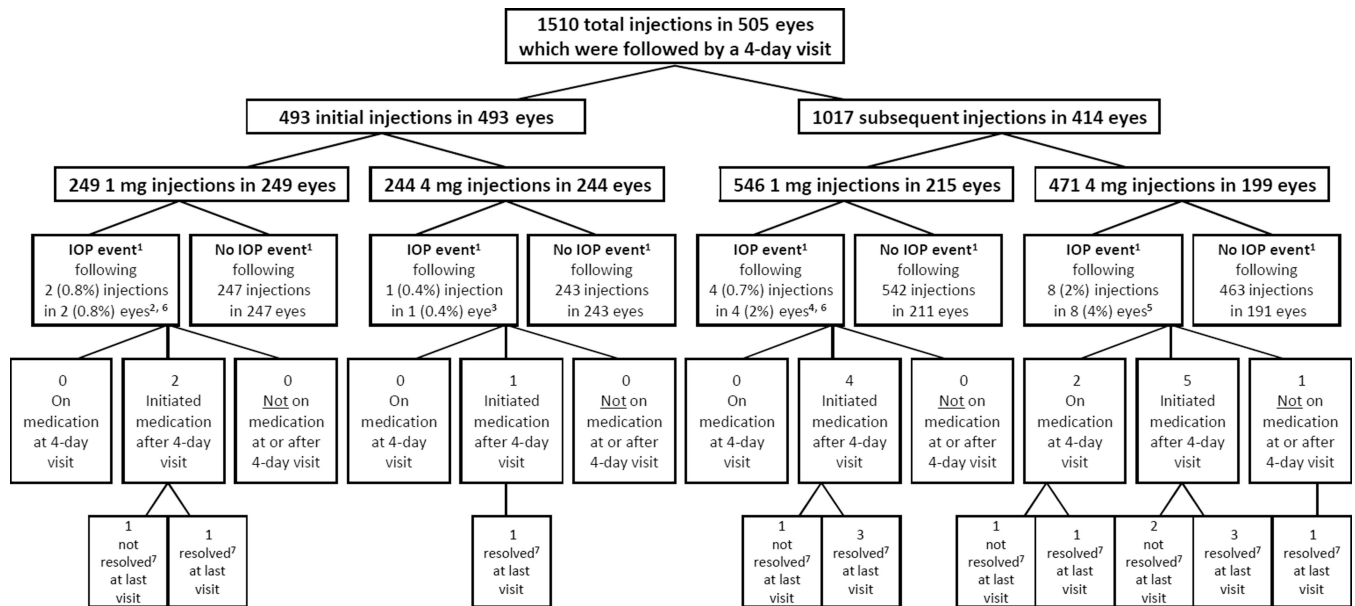 1510 total injections in 505 eyes
which were followed by a 4-day visit
493 initial injections in 493 eyes
1017 subsequent injections in 414 eyes
249 1 mg injections in 249 eyes
244 4 mg injections in 244 eyes
546 1 mg injections in 215 eyes
471 4 mg injections in 199 eyes
IOP event¹
following
2 (0.8%) injections
in 2 (0.8%) eyes²,⁶
No IOP event¹
following
247 injections
in 247 eyes
IOP event¹
following
1 (0.4%) injection
in 1 (0.4%) eye³
No IOP event¹
following
243 injections
in 243 eyes
IOP event¹
following
4 (0.7%) injections
in 4 (2%) eyes⁴,⁶
No IOP event¹
following
542 injections
in 211 eyes
IOP event¹
following
8 (2%) injections
in 8 (4%) eyes⁵
No IOP event¹
following
463 injections
in 191 eyes
0
On
medication
at 4-day
visit
2
Initiated
medication
after 4-day
visit
0
Not on
medication
at or after
4-day visit
0
On
medication
at 4-day
visit
1
Initiated
medication
after 4-day
visit
0
Not on
medication
at or after
4-day visit
0
On
medication
at 4-day
visit
4
Initiated
medication
after 4-day
visit
0
Not on
medication
at or after
4-day visit
2
On
medication
at 4-day
visit
5
Initiated
medication
after 4-day
visit
1
Not on
medication
at or after
4-day visit
1
not
resolved⁷
at last
visit
1
resolved⁷
at last
visit
1
resolved⁷
at last
visit
1
not
resolved⁷
at last
visit
3
resolved⁷
at last
visit
1
not
resolved⁷
at last
visit
1
resolved⁷
at last
visit
2
not
resolved⁷
at last
visit
3
resolved⁷
at last
visit
1
resolved⁷
at last
visit